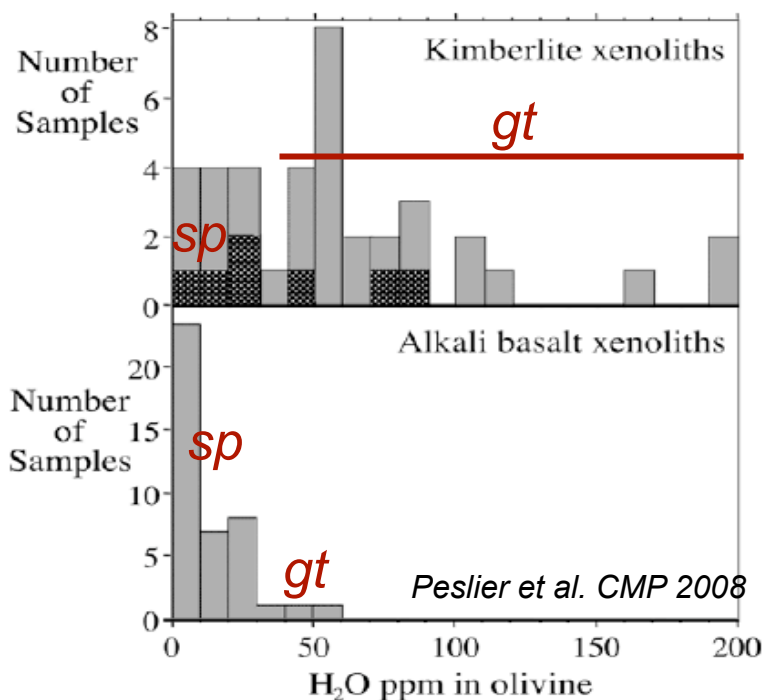 Number
of
Samples
8
6
4
2
0
Kimberlite xenoliths
gt
sp
Number
of
Samples
20
15
10
5
0
Alkali basalt xenoliths
sp
gt
Peslier et al. CMP 2008
0 50 100 150 200
H₂O ppm in olivine